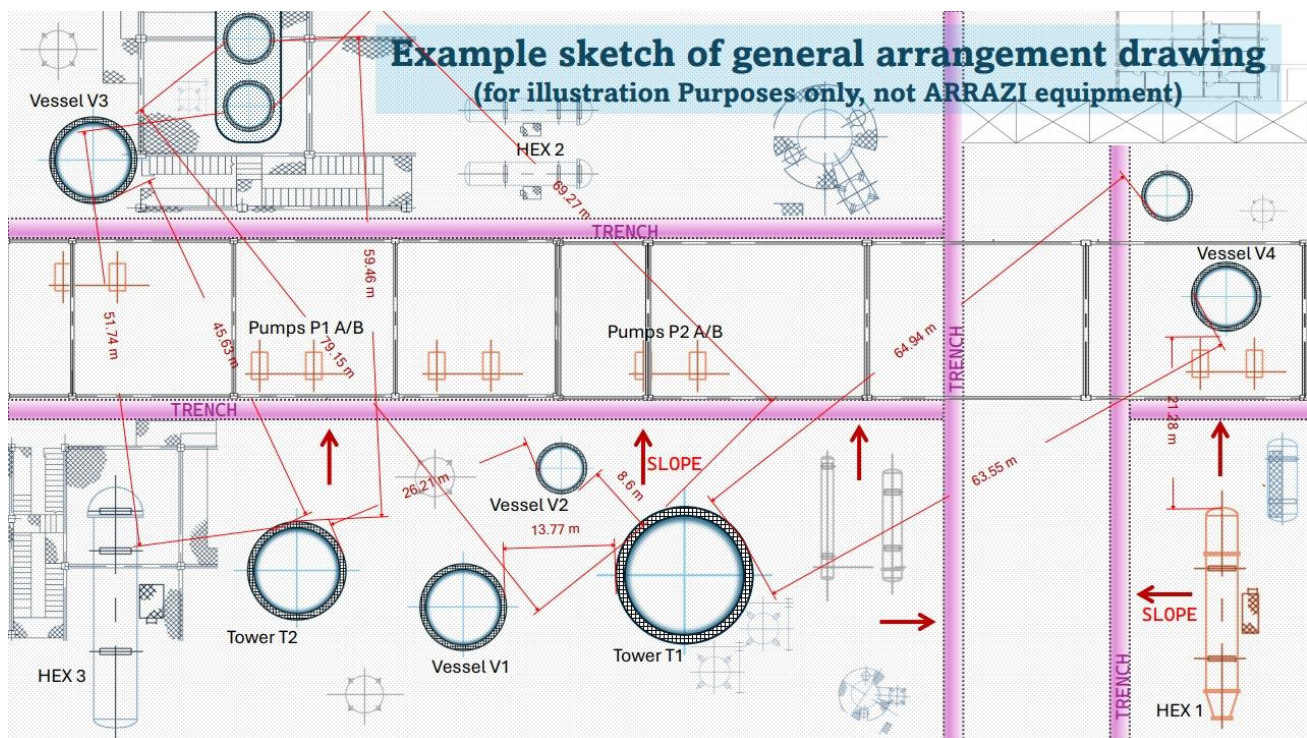 Example sketch of general arrangement drawing
(for illustration Purposes only, not ARRAZI equipment)
Vessel V3
HEX 2
69.27 m
TRENCH
59.46 m
Vessel V4
51.74 m
45.63 m
Pumps P1 A/B
79.15 m
Pumps P2 A/B
64.94 m
TRENCH
TRENCH
21.28 m
SLOPE
63.55 m
26.21 m
8.6 m
Vessel V2
13.77 m
SLOPE
Tower T2
Vessel V1
Tower T1
HEX 3
TRENCH
HEX 1